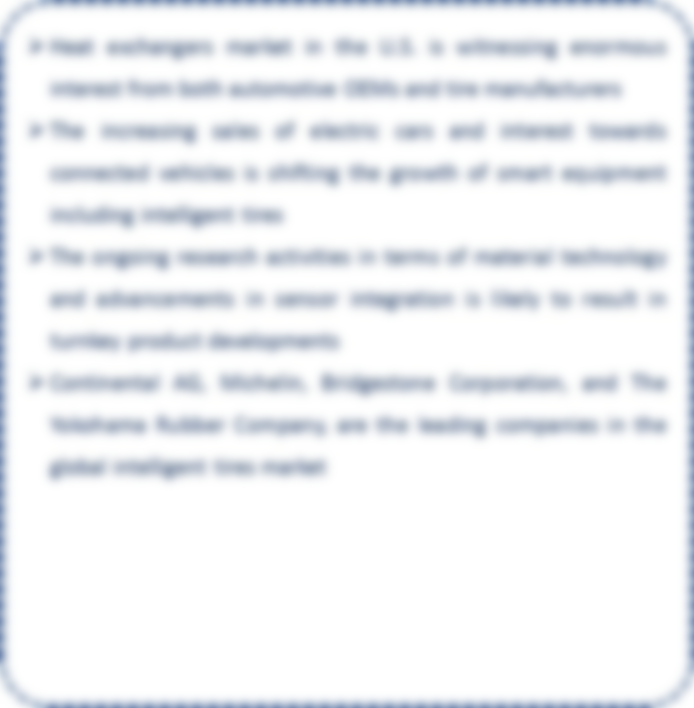 ➢ Heat exchangers market in the U.S. is witnessing enormous
interest from both automotive OEMs and tire manufacturers
➢ The increasing sales of electric cars and interest towards
connected vehicles is shifting the growth of smart equipment
including intelligent tires
➢ The ongoing research activities in terms of material technology
and advancements in sensor integration is likely to result in
turnkey product developments
➢ Continental AG, Michelin, Bridgestone Corporation, and The
Yokohama Rubber Company, are the leading companies in the
global intelligent tires market